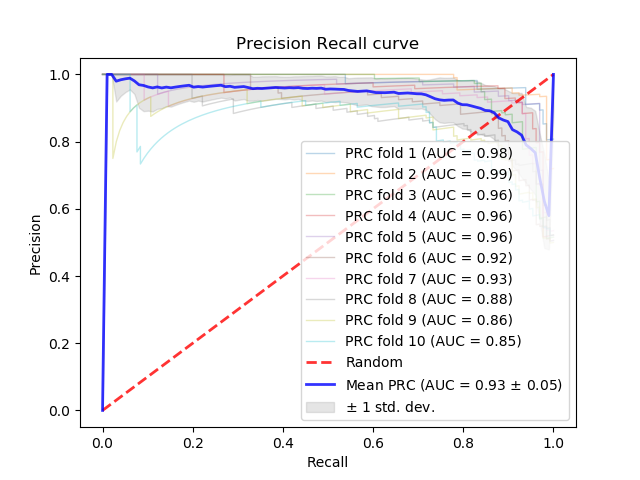 Precision Recall curve
1.0
0.8
0.6
0.4
0.2
0.0
Precision
PRC fold 1 (AUC = 0.98)
PRC fold 2 (AUC = 0.99)
PRC fold 3 (AUC = 0.96)
PRC fold 4 (AUC = 0.96)
PRC fold 5 (AUC = 0.96)
PRC fold 6 (AUC = 0.92)
PRC fold 7 (AUC = 0.93)
PRC fold 8 (AUC = 0.88)
PRC fold 9 (AUC = 0.86)
PRC fold 10 (AUC = 0.85)
Random
Mean PRC (AUC = 0.93 ± 0.05)
± 1 std. dev.
0.0 0.2 0.4 0.6 0.8 1.0
Recall